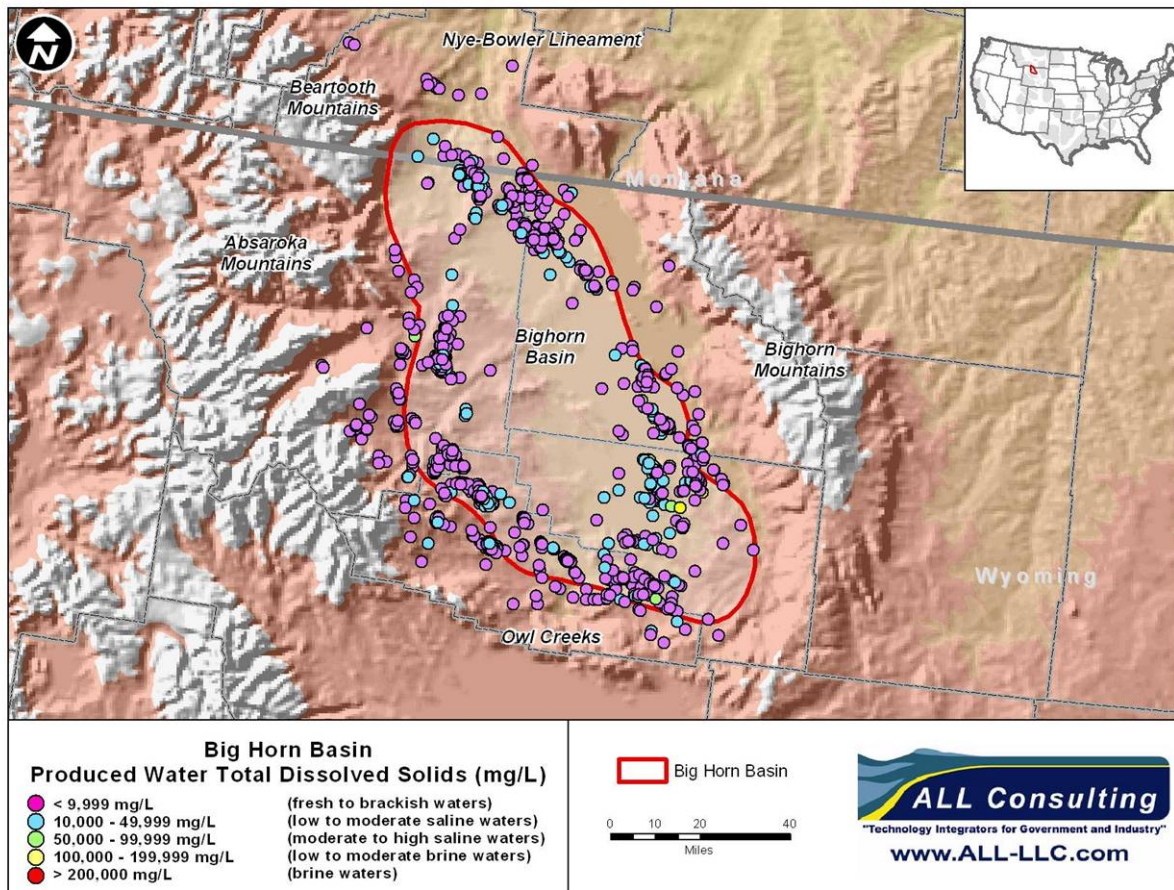 N
Nye-Bowler Lineament
Beartooth
Mountains
Montana
Absaroka
Mountains
Bighorn
Basin
Bighorn
Mountains
Wyoming
Owl Creeks
Big Horn Basin
Produced Water Total Dissolved Solids (mg/L)
< 9,999 mg/L (fresh to brackish waters)
10,000 - 49,999 mg/L (low to moderate saline waters)
50,000 - 99,999 mg/L (moderate to high saline waters)
100,000 - 199,999 mg/L (low to moderate brine waters)
> 200,000 mg/L (brine waters)
Big Horn Basin
0 10 20 40
Miles
ALL Consulting
"Technology Integrators for Government and Industry"
www.ALL-LLC.com